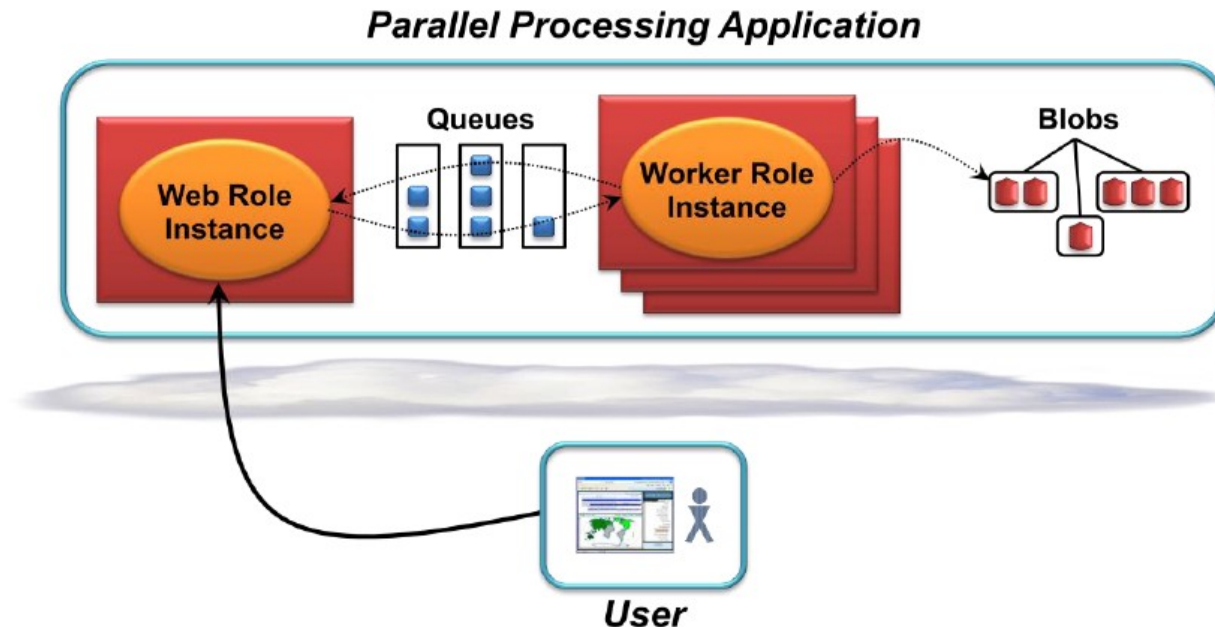 Parallel Processing Application
Queues
Blobs
Web Role
Instance
Worker Role
Instance
User